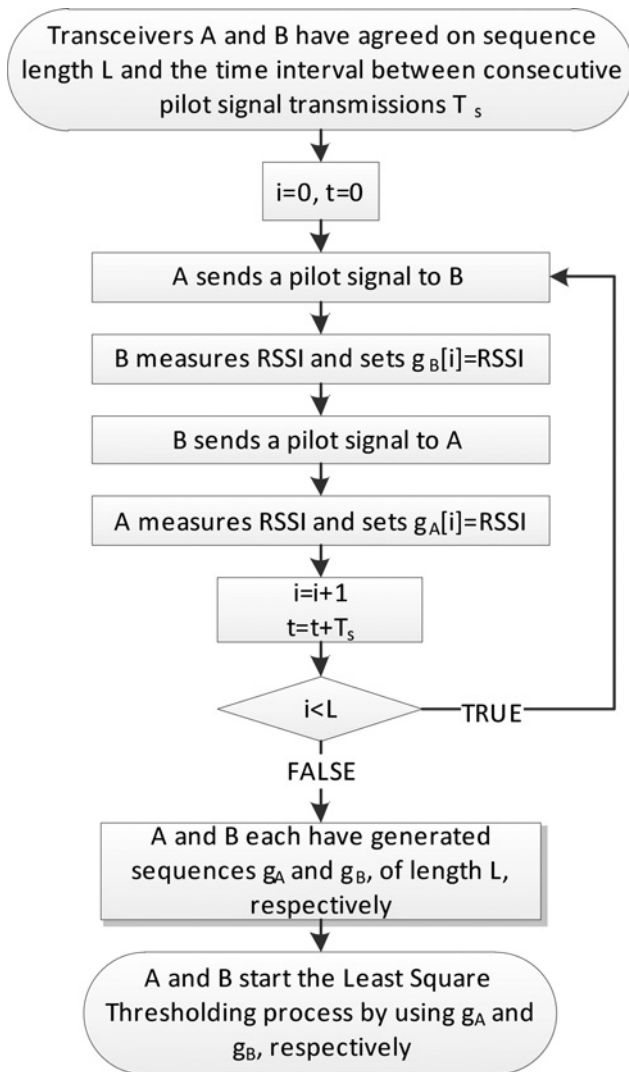 Transceivers A and B have agreed on sequence
length L and the time interval between consecutive
pilot signal transmissions T s
i=0, t=0
A sends a pilot signal to B
B measures RSSI and sets gB[i]=RSSI
B sends a pilot signal to A
A measures RSSI and sets gA[i]=RSSI
i=i+1
t=t+Ts
i<L
TRUE
FALSE
A and B each have generated
sequences gA and gB, of length L,
respectively
A and B start the Least Square
Thresholding process by using gA and
gB, respectively